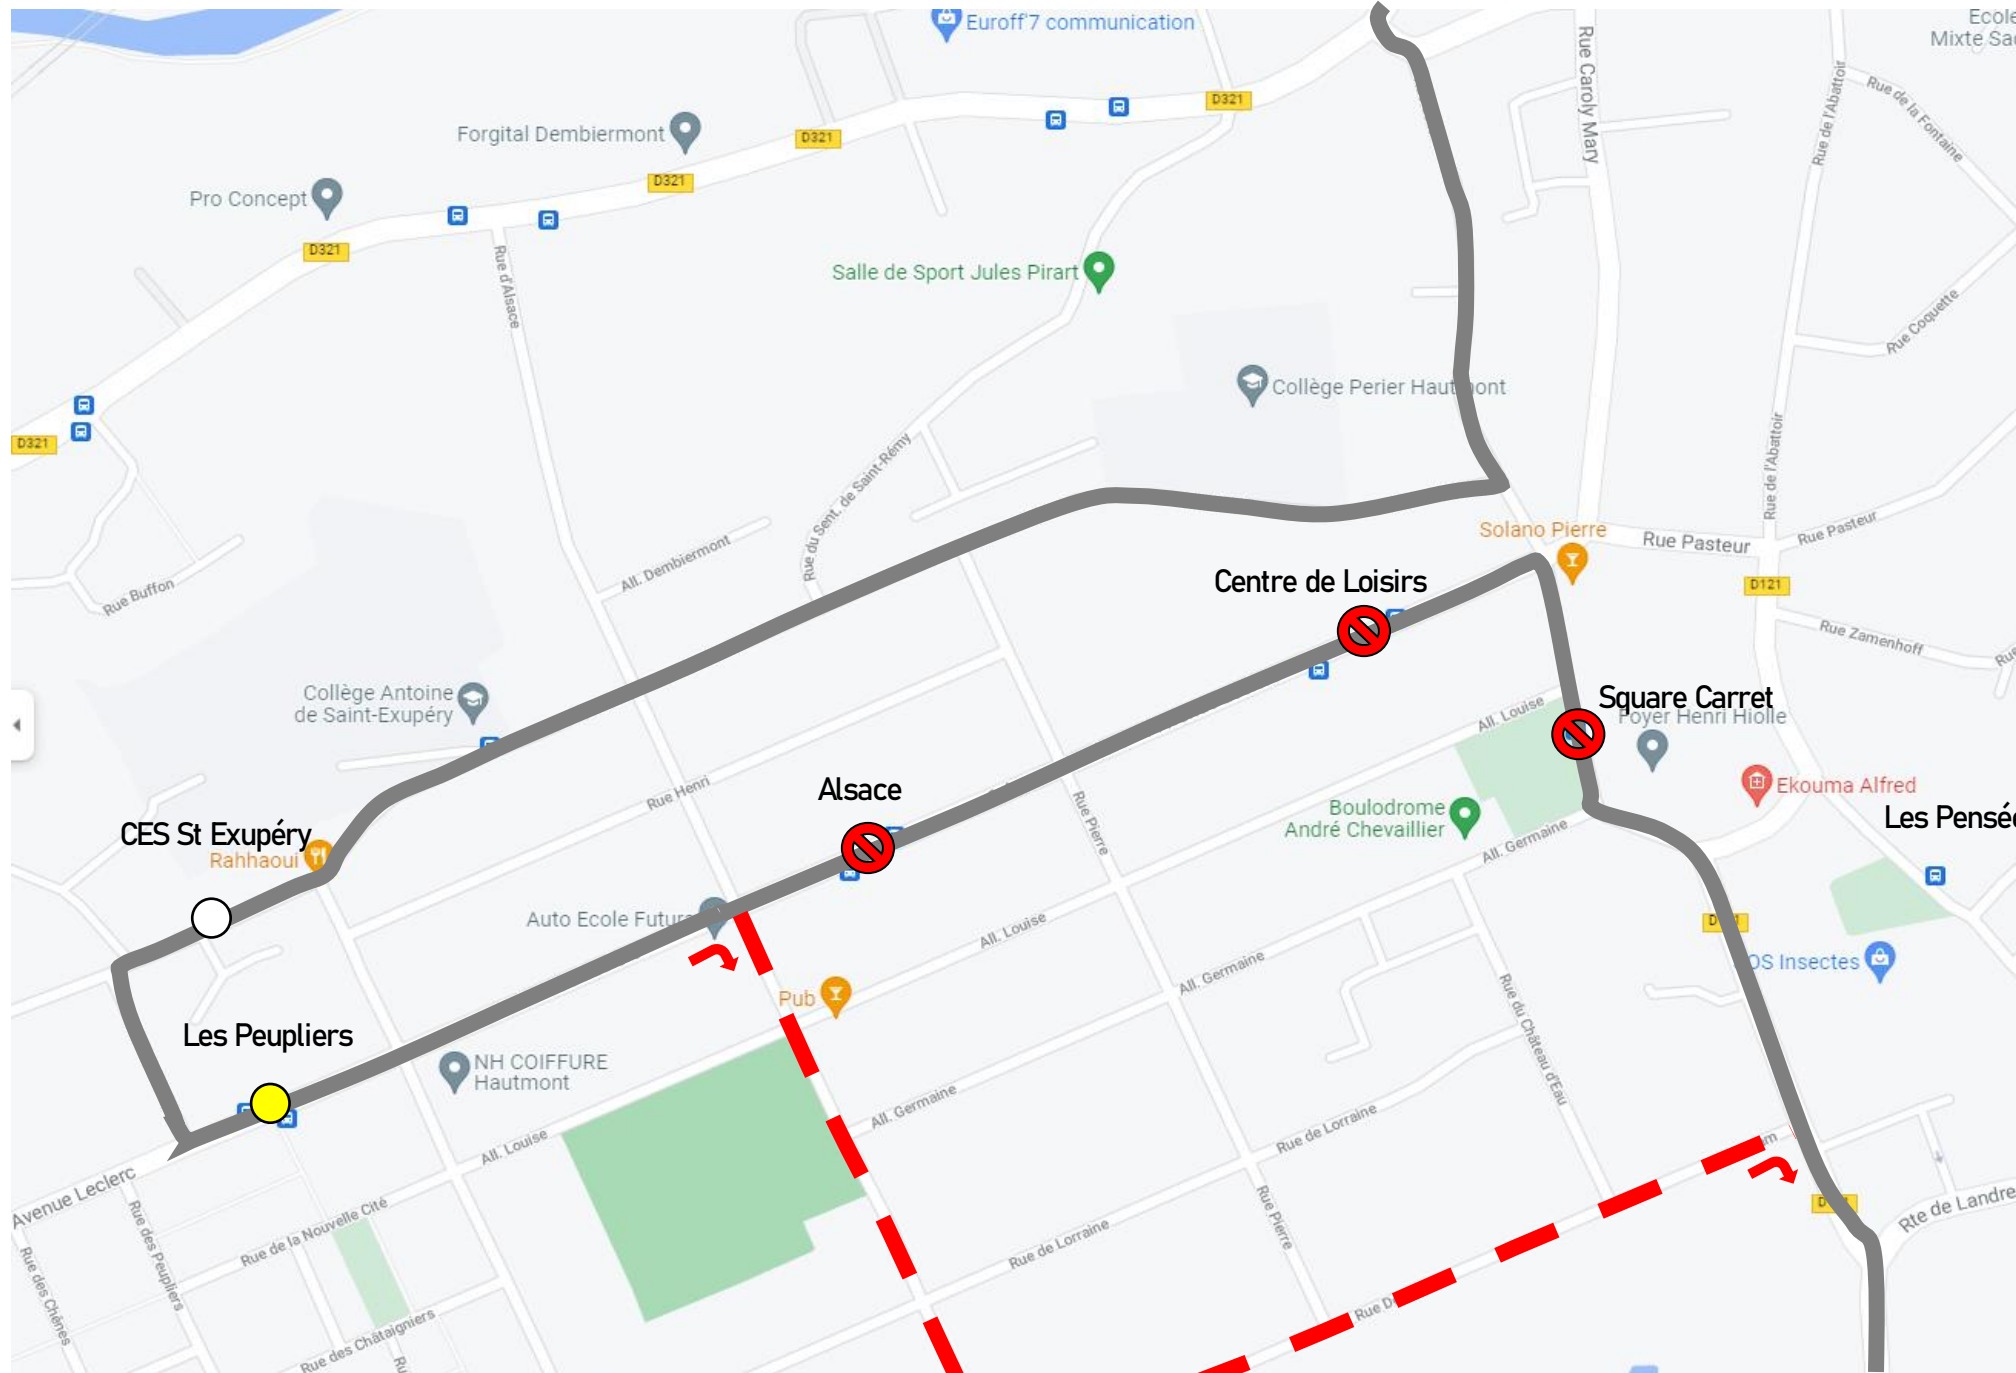 Euroff'7 communication
Ecole
Mixte Sa
Rue Caroly Mary
Rue de l'Abattoir
Rue de la Fontaine
D321
Forgital Dembiermont
D321
D321
Pro Concept
D321
Rue d'Alsace
Salle de Sport Jules Pirart
Rue Coquette
Collège Perier Hautmont
D321
Rue du Sent. de Saint-Rémy
Rue de l'Abattoir
Solano Pierre
Rue Pasteur
Rue Pasteur
All. Dembiermont
Rue Buffon
Centre de Loisirs
D121
Rue Zamenhoff
Rue
Collège Antoine
de Saint-Exupéry
Square Carret
Foyer Henri Hiolle
All. Louise
Rue Henri
Alsace
Rue Pierre
Boulodrome
André Chevaillier
Ekouma Alfred
Les Pensé
CES St Exupéry
Rahhaoui
All. Germaine
Auto Ecole Futur
All. Louise
OS Insectes
All. Germaine
Pub
Rue du Château d'Eau
Les Peupliers
NH COIFFURE
Hautmont
All. Germaine
Rue de Lorraine
All. Louise
Avenue Leclerc
Rue des Peupliers
Rue de la Nouvelle Cité
Rue Pierre
Rte de Landre
Rue de Lorraine
Rue des Chênes
Rue des Châtaigniers
Ru
Rue D